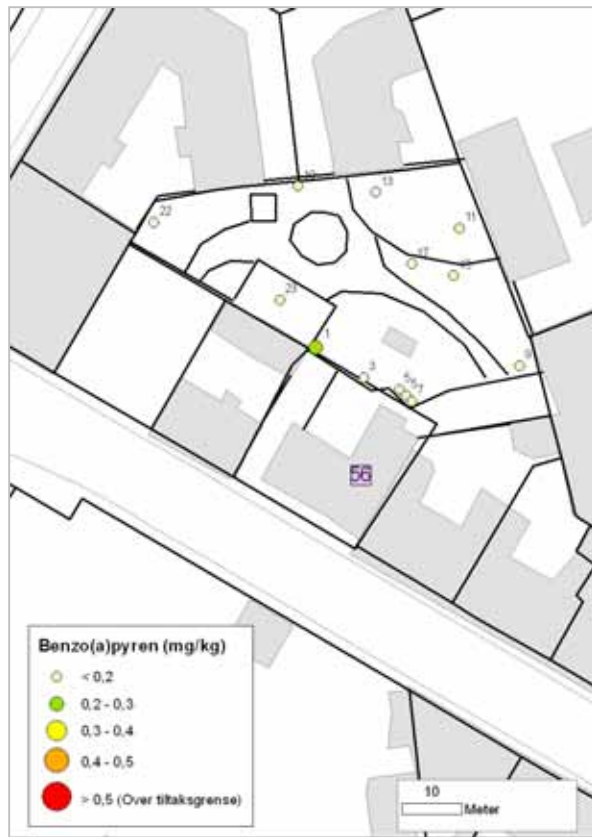 13
22
11
17
23
1
9
3
56
Benzo(a)pyren (mg/kg)
< 0,2
0,2 - 0,3
0,3 - 0,4
0,4 - 0,5
> 0,5 (Over tiltaksgrense)
10
Meter